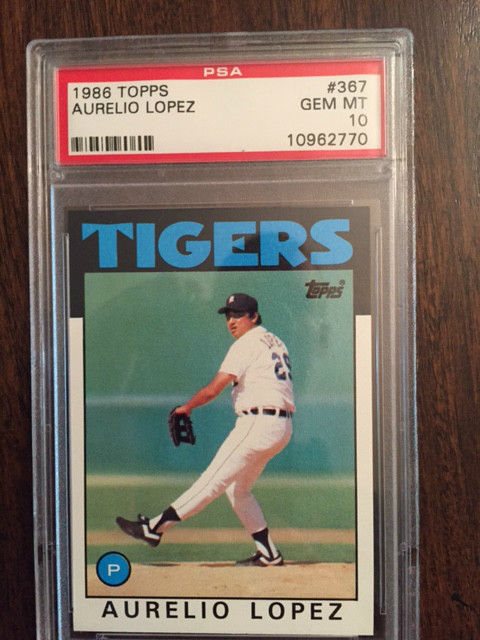 PSA
1986 TOPPS #367
AURELIO LOPEZ GEM MT
10
10962770
TIGERS
Topps
P
AURELIO LOPEZ